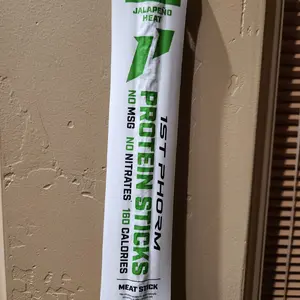 JALAPEÑO
HEAT
1ST PHORM
PROTEIN STICKS
NO MSG NO NITRATES 160 CALORIES
MEAT STICK